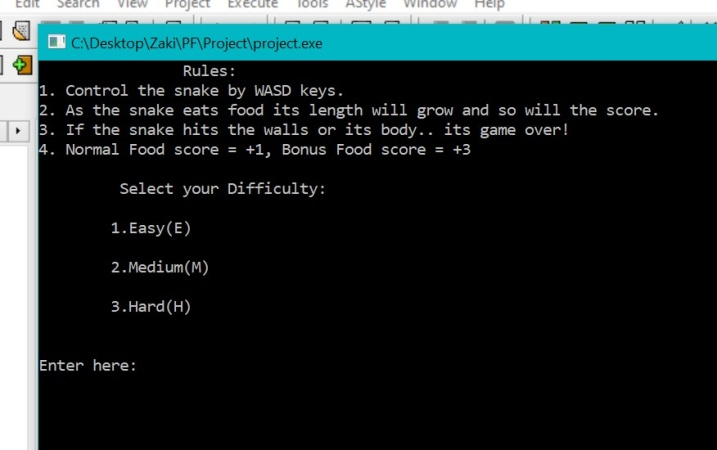 Edit Search View Project Execute Tools AStyle Window Help
C:\Desktop\Zaki\PF\Project\project.exe
Rules:
1. Control the snake by WASD keys.
2. As the snake eats food its length will grow and so will the score.
3. If the snake hits the walls or its body.. its game over!
4. Normal Food score = +1, Bonus Food score = +3
Select your Difficulty:
1.Easy(E)
2.Medium(M)
3.Hard(H)
Enter here: